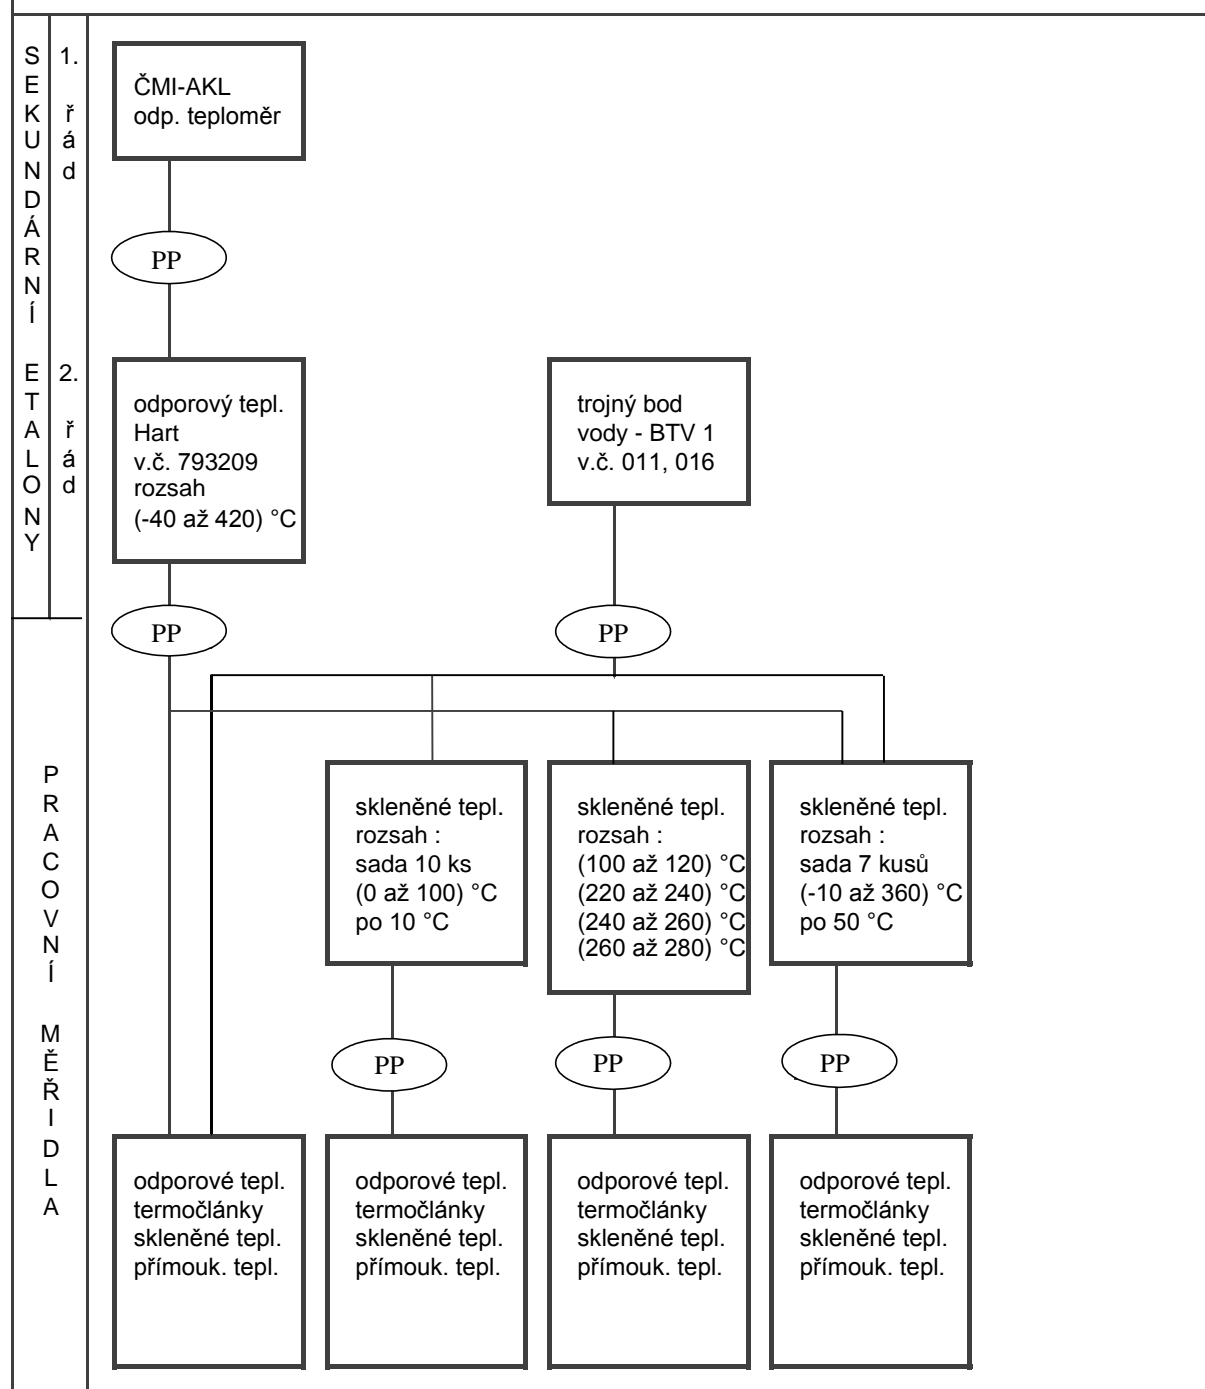 SEKUNDÁRNÍ ETALONY
1. řád
ČMI-AKL
odp. teploměr
PP
2. řád
odporový tepl.
Hart
v.č. 793209
rozsah
(-40 až 420) °C
trojný bod
vody - BTV 1
v.č. 011, 016
PP
PP
PRACOVNÍ MĚŘIDLA
skleněné tepl.
rozsah :
sada 10 ks
(0 až 100) °C
po 10 °C
skleněné tepl.
rozsah :
(100 až 120) °C
(220 až 240) °C
(240 až 260) °C
(260 až 280) °C
skleněné tepl.
rozsah :
sada 7 kusů
(-10 až 360) °C
po 50 °C
PP
PP
PP
odporové tepl.
termočlánky
skleněné tepl.
přímouk. tepl.
odporové tepl.
termočlánky
skleněné tepl.
přímouk. tepl.
odporové tepl.
termočlánky
skleněné tepl.
přímouk. tepl.
odporové tepl.
termočlánky
skleněné tepl.
přímouk. tepl.